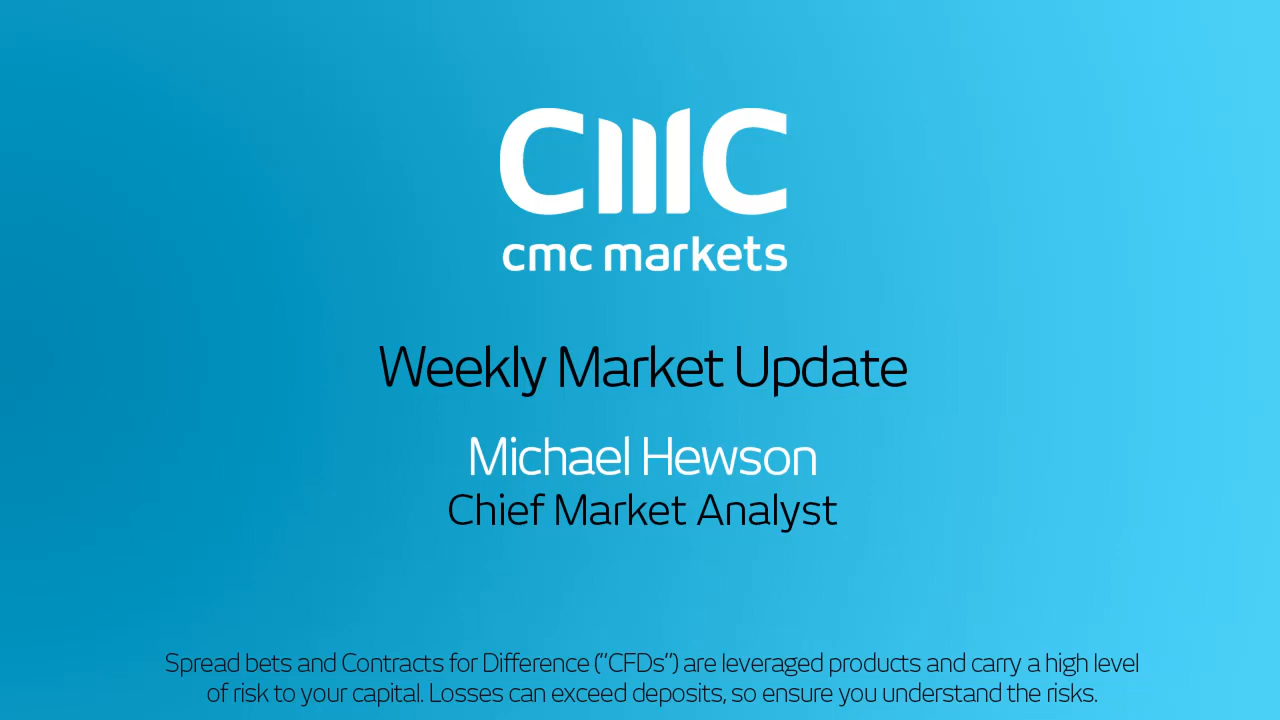 CMC
cmc markets
Weekly Market Update
Michael Hewson
Chief Market Analyst
Spread bets and Contracts for Difference (”CFDs”) are leveraged products and carry a high level
of risk to your capital. Losses can exceed deposits, so ensure you understand the risks.